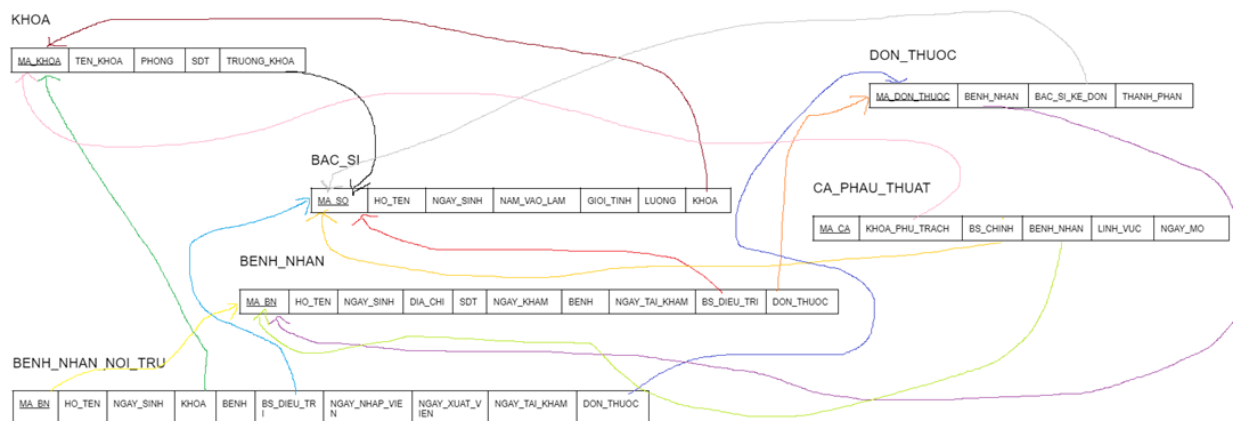 KHOA
MA_KHOA TEN_KHOA PHONG SDT TRUONG_KHOA
DON_THUOC
MA_DON_THUOC BENH_NHAN BAC_SI_KE_DON THANH_PHAN
BAC_SI
MA_SO HO_TEN NGAY_SINH NAM_VAO_LAM GIOI_TINH LUONG KHOA
CA_PHAU_THUAT
MA_CA KHOA_PHU_TRACH BS_CHINH BENH_NHAN LINH_VUC NGAY_MO
BENH_NHAN
MA_BN HO_TEN NGAY_SINH DIA_CHI SDT NGAY_KHAM BENH NGAY_TAI_KHAM BS_DIEU_TRI DON_THUOC
BENH_NHAN_NOI_TRU
MA_BN HO_TEN NGAY_SINH KHOA BENH BS_DIEU_TR NGAY_NHAP_VIE NGAY_XUAT_V NGAY_TAI_KHAM DON_THUOC
I N IEN